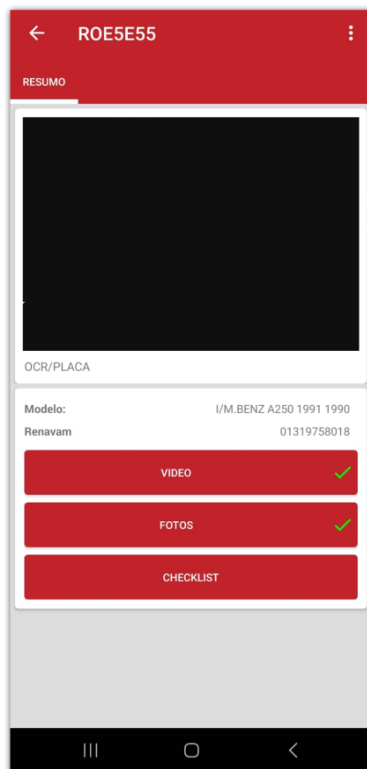 ROE5E55
RESUMO
OCR/PLACA
Modelo: I/M.BENZ A250 1991 1990
Renavam 01319758018
VIDEO
FOTOS
CHECKLIST